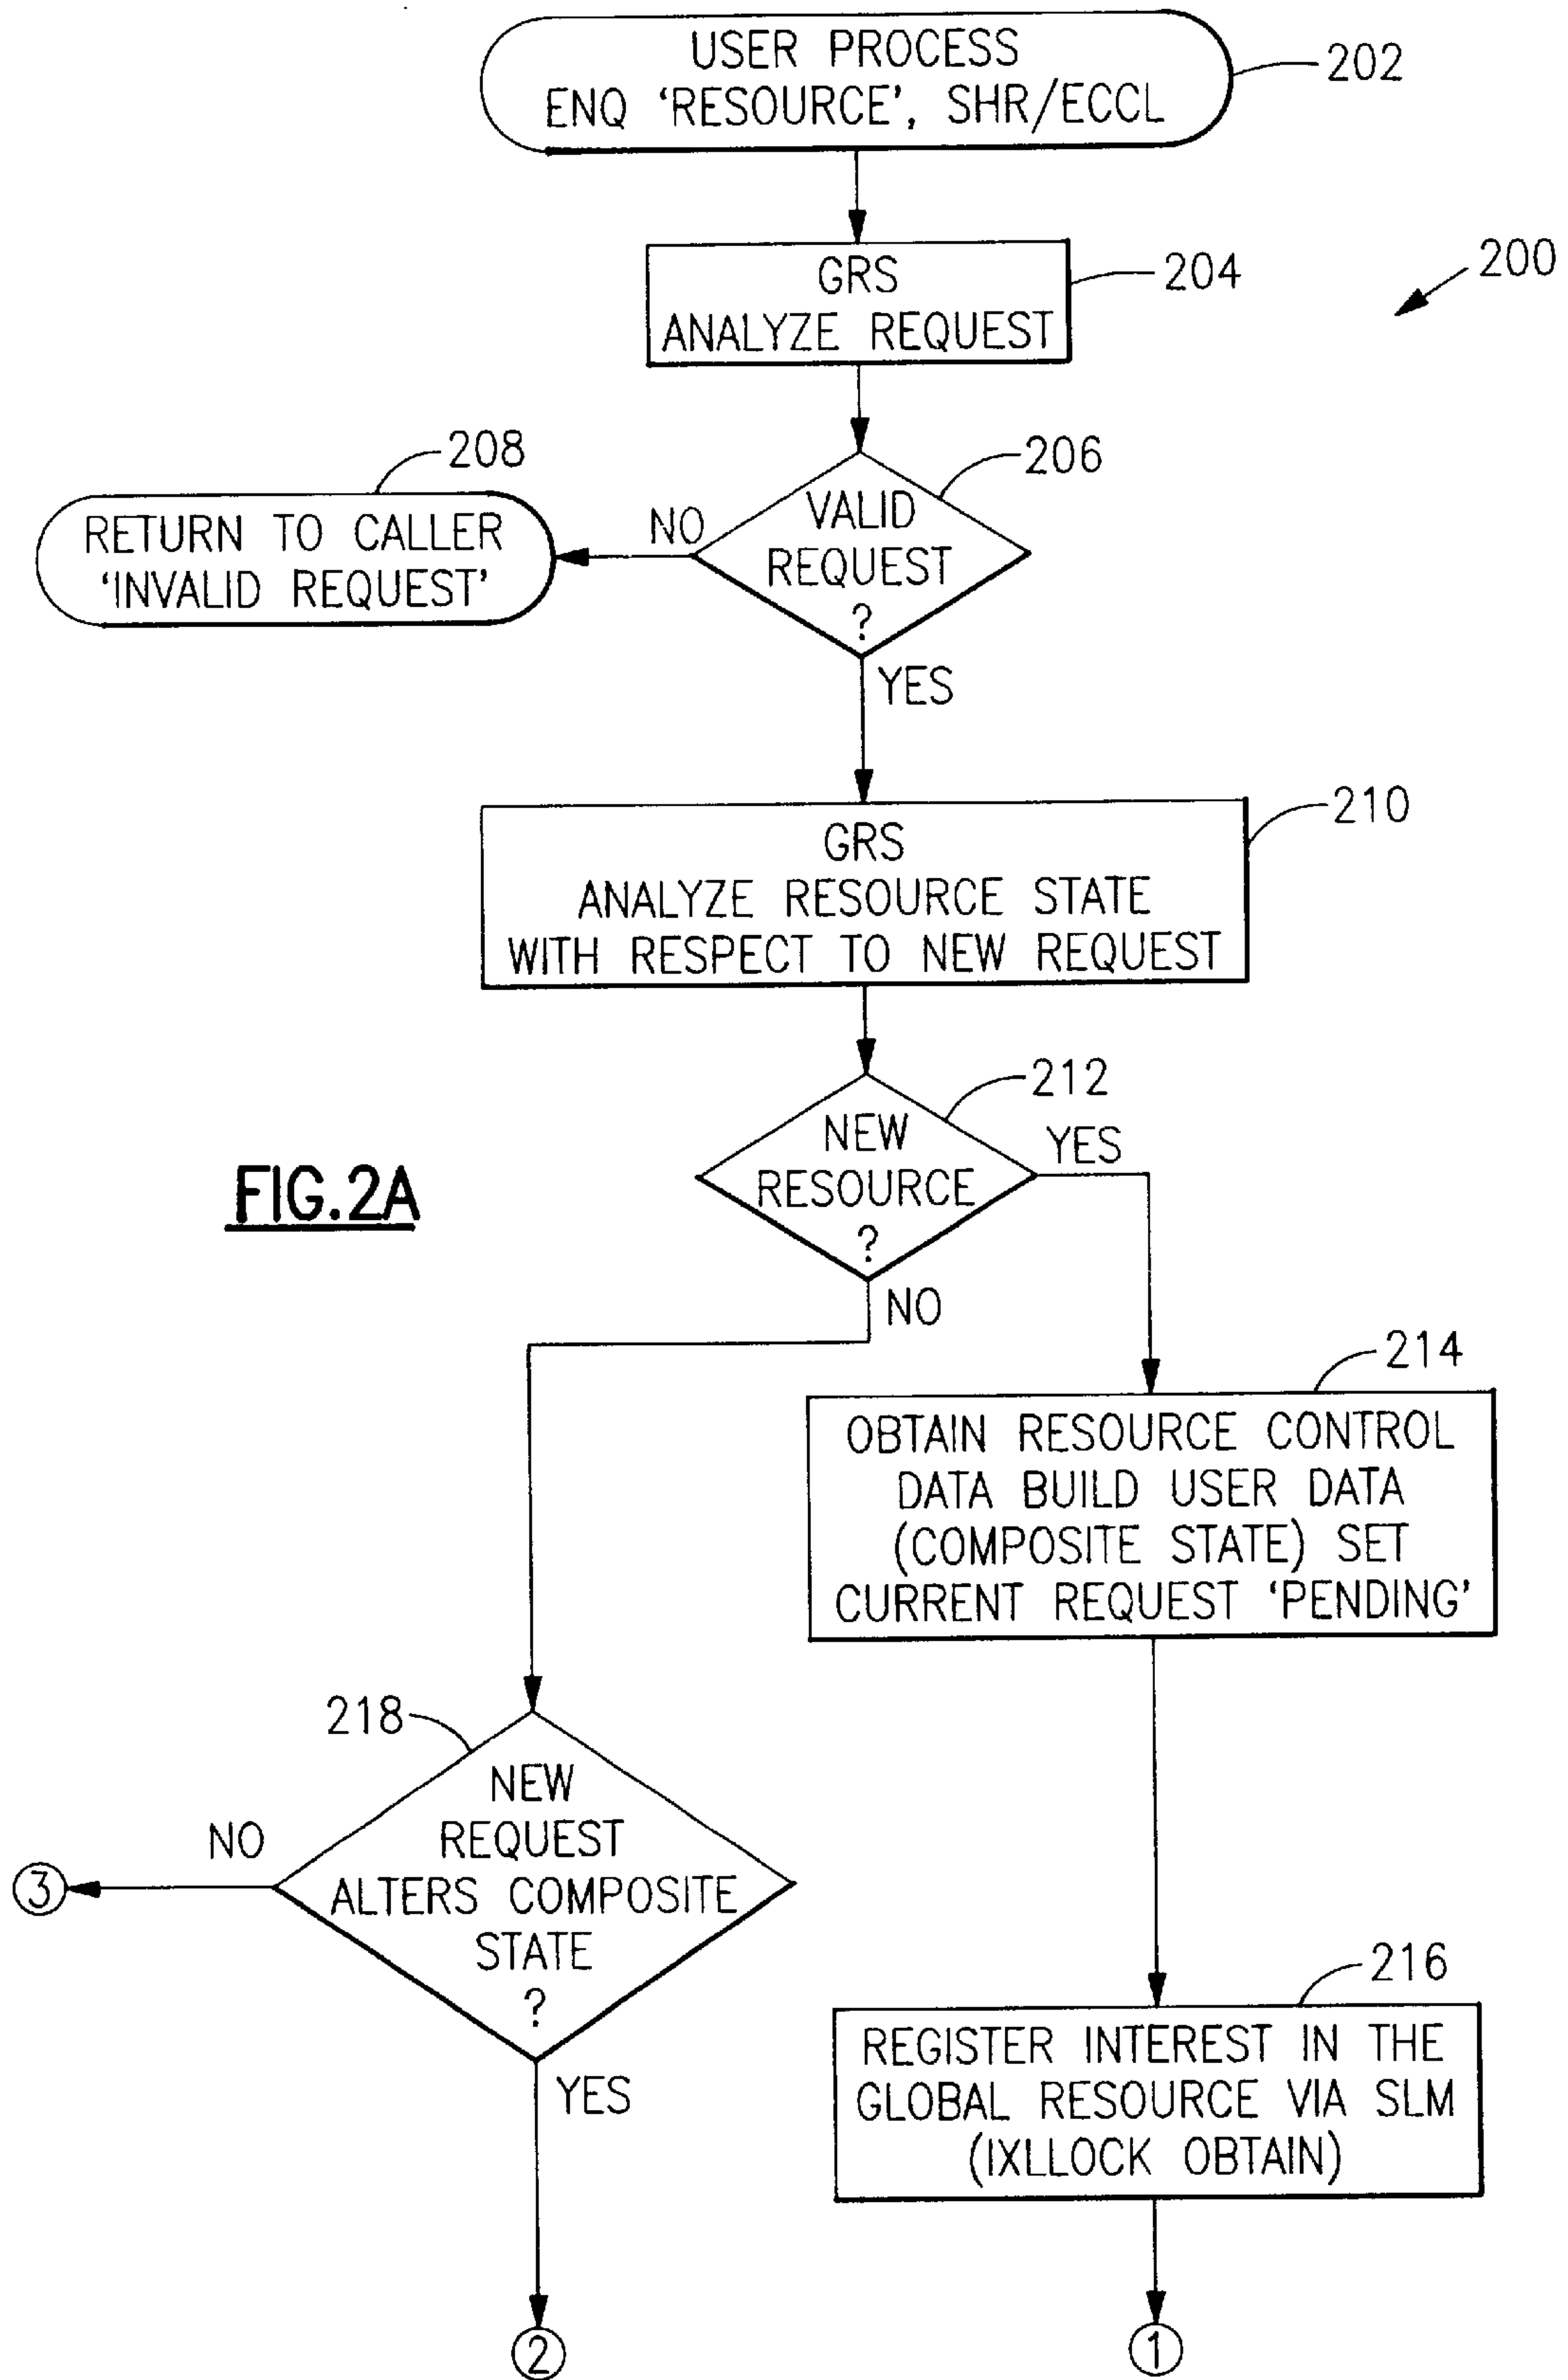 USER PROCESS
ENQ 'RESOURCE', SHR/ECCL
202
GRS
ANALYZE REQUEST
204
200
208
206
RETURN TO CALLER
'INVALID REQUEST'
NO
VALID
REQUEST
?
YES
210
GRS
ANALYZE RESOURCE STATE
WITH RESPECT TO NEW REQUEST
212
NEW
RESOURCE
?
YES
FIG.2A
NO
214
OBTAIN RESOURCE CONTROL
DATA BUILD USER DATA
(COMPOSITE STATE) SET
CURRENT REQUEST 'PENDING'
218
NEW
REQUEST
ALTERS COMPOSITE
STATE
?
NO
3
YES
216
REGISTER INTEREST IN THE
GLOBAL RESOURCE VIA SLM
(IXLLOCK OBTAIN)
2
1